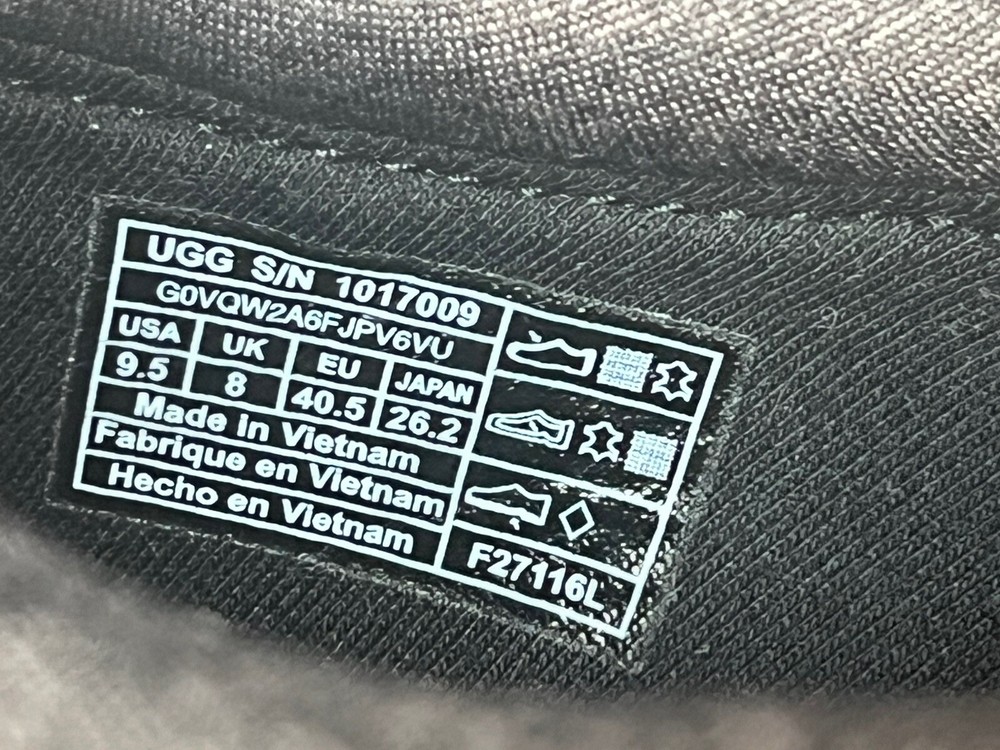 UGG S/N 1017009
G0VQW2A6FJPV6VU
USA UK EU JAPAN
9.5 8 40.5 26.2
Made in Vietnam
Fabrique en Vietnam
Hecho en Vietnam
F27116L